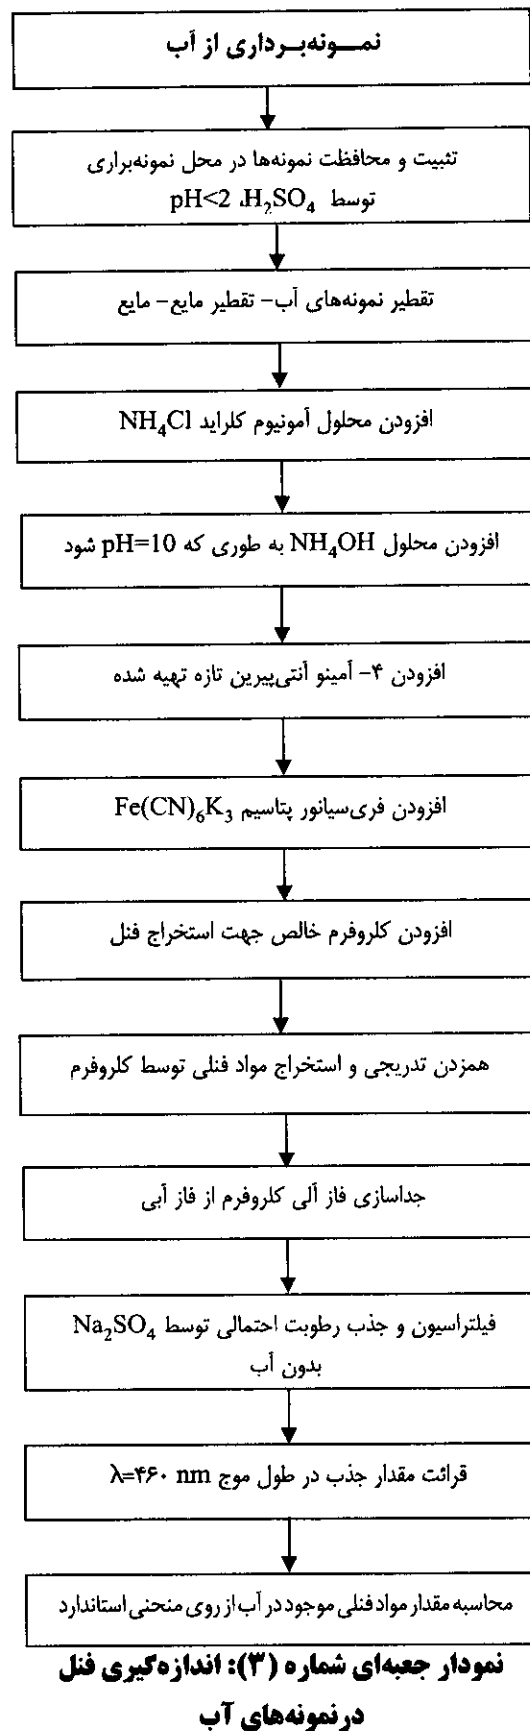 نمـــونه‌بـرداری از آب
تثبیت و محافظت نمونه‌ها در محل نمونه‌براری
توسط H₂SO₄، pH<2
تقطیر نمونه‌های آب- تقطیر مایع- مایع
افزودن محلول آمونیوم کلراید NH₄Cl
افزودن محلول NH₄OH به طوری که pH=10 شود
افزودن ۴- آمینو آنتی‌پیرین تازه تهیه شده
افزودن فری‌سیانور پتاسیم Fe(CN)₆K₃
افزودن کلروفرم خالص جهت استخراج فنل
همزدن تدریجی و استخراج مواد فنلی توسط کلروفرم
جداسازی فاز آلی کلروفرم از فاز آبی
فیلتراسیون و جذب رطوبت احتمالی توسط Na₂SO₄
بدون آب
قرائت مقدار جذب در طول موج λ=۴۶۰ nm
محاسبه مقدار مواد فنلی موجود در آب از روی منحنی استاندارد
نمودار جعبه‌ای شماره (۳): اندازه‌گیری فنل
درنمونه‌های آب